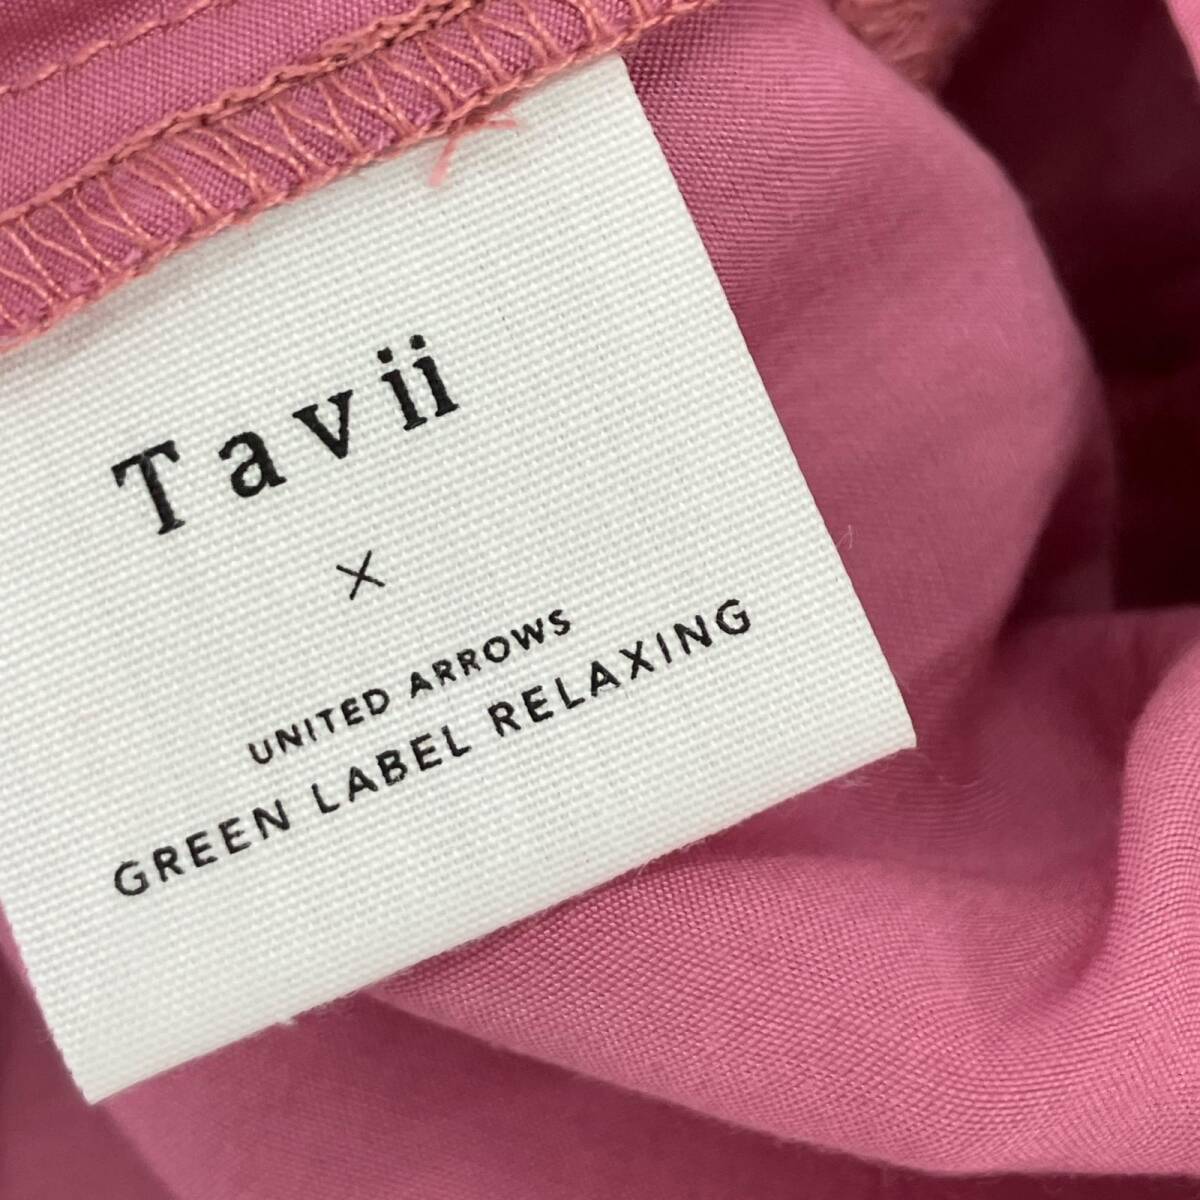 Tavii
×
UNITED ARROWS
GREEN LABEL RELAXING